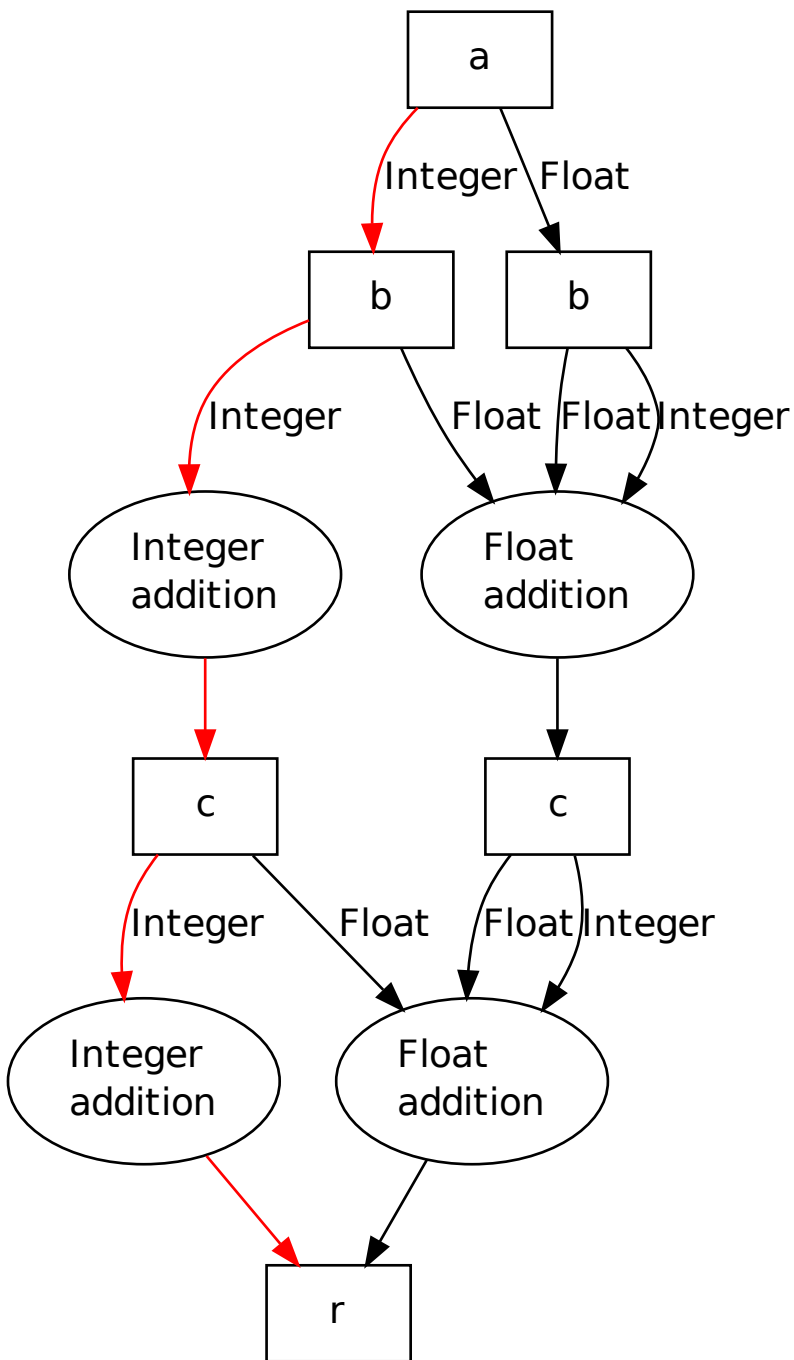 a
Integer
Float
b
b
Integer
Float
Float
Integer
Integer
addition
Float
addition
c
c
Integer
Float
Float
Integer
Integer
addition
Float
addition
r